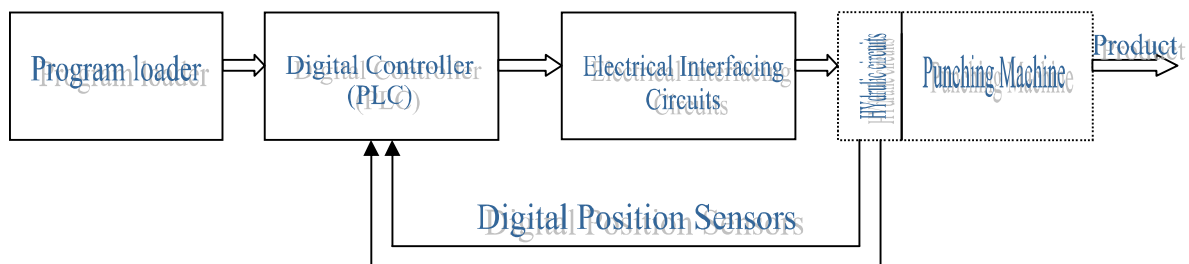 Program loader
Digital Controller
(PLC)
Electrical Interfacing
Circuits
HYdraulic circuits
Punching Machine
Product
Digital Position Sensors